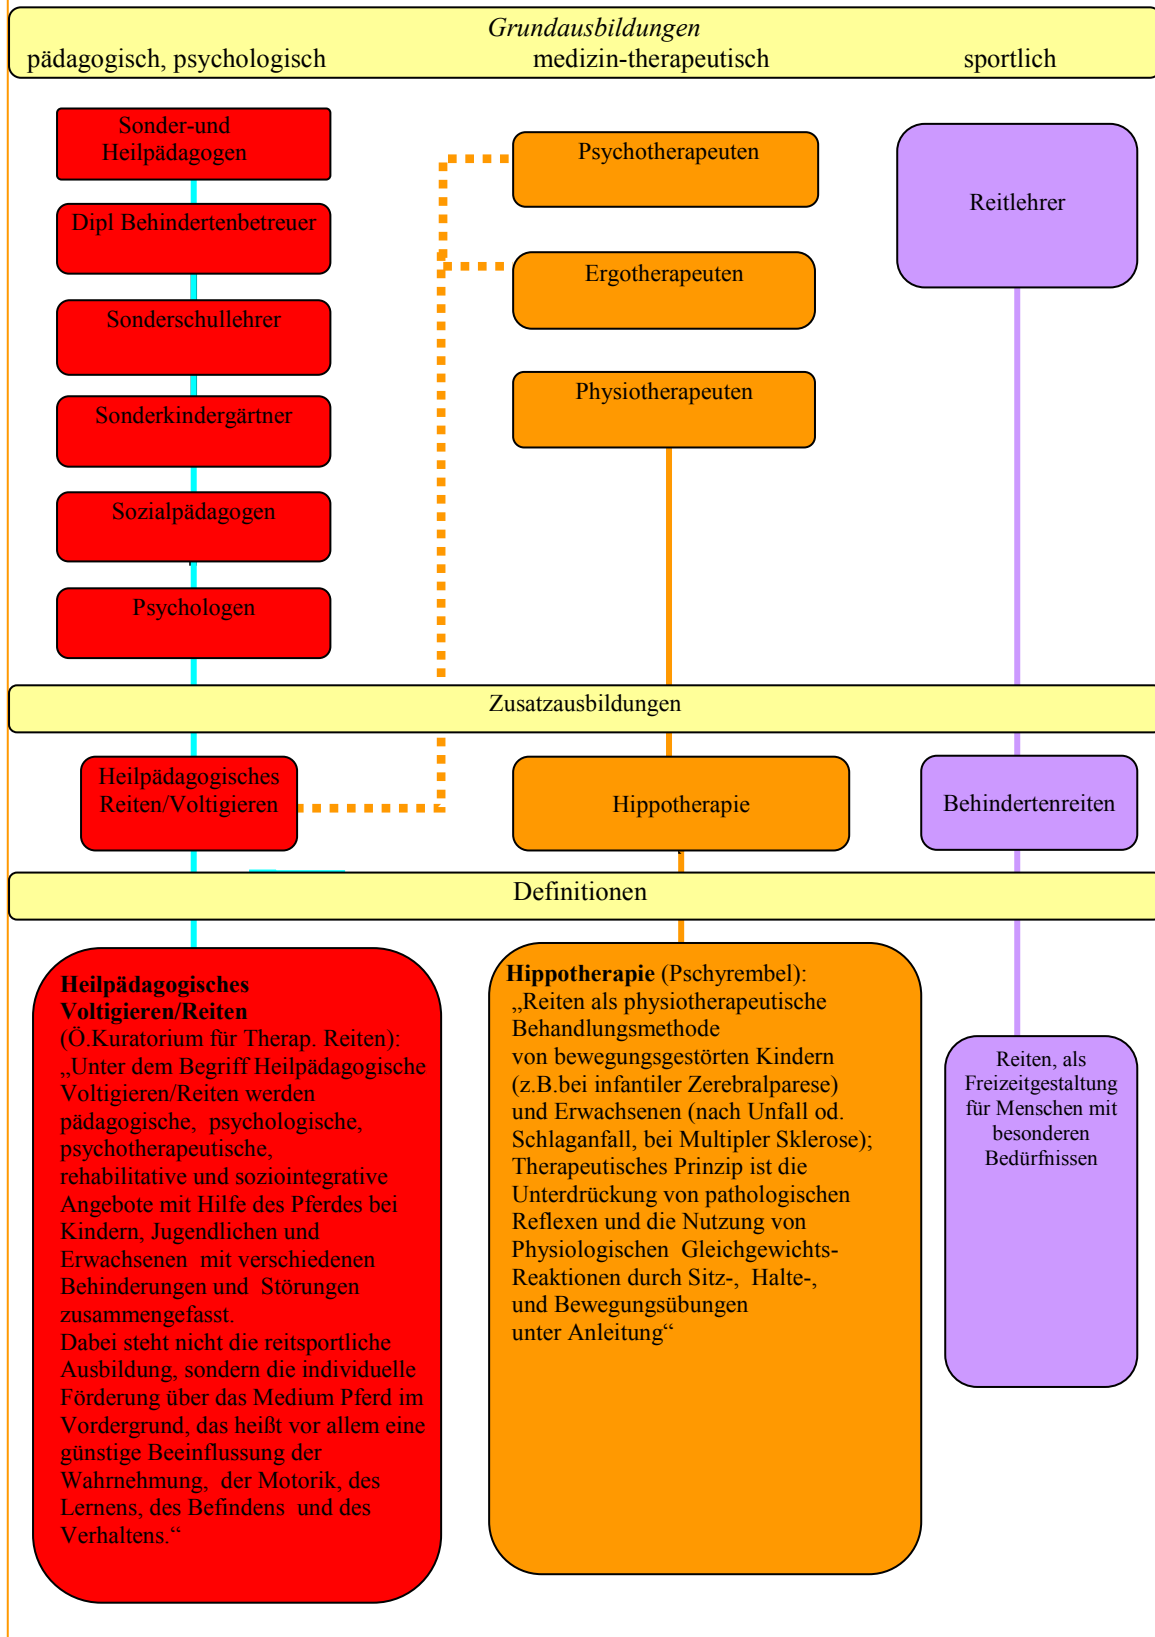 Grundausbildungen
pädagogisch, psychologisch medizin-therapeutisch sportlich
Sonder-und
Heilpädagogen
Dipl Behindertenbetreuer
Sonderschullehrer
Sonderkindergärtner
Sozialpädagogen
Psychologen
Psychotherapeuten
Ergotherapeuten
Physiotherapeuten
Reitlehrer
Zusatzausbildungen
Heilpädagogisches
Reiten/Voltigieren
Hippotherapie
Behindertenreiten
Definitionen
Heilpädagogisches
Voltigieren/Reiten
(Ö.Kuratorium für Therap. Reiten):
„Unter dem Begriff Heilpädagogische
Voltigieren/Reiten werden
pädagogische, psychologische,
psychotherapeutische,
rehabilitative und soziointegrative
Angebote mit Hilfe des Pferdes bei
Kindern, Jugendlichen und
Erwachsenen mit verschiedenen
Behinderungen und Störungen
zusammengefasst.
Dabei steht nicht die reitsportliche
Ausbildung, sondern die individuelle
Förderung über das Medium Pferd im
Vordergrund, das heißt vor allem eine
günstige Beeinflussung der
Wahrnehmung, der Motorik, des
Lernens, des Befindens und des
Verhaltens.“
Hippotherapie (Pschyrembel):
„Reiten als physiotherapeutische
Behandlungsmethode
von bewegungsgestörten Kindern
(z.B.bei infantiler Zerebralparese)
und Erwachsenen (nach Unfall od.
Schlaganfall, bei Multipler Sklerose);
Therapeutisches Prinzip ist die
Unterdrückung von pathologischen
Reflexen und die Nutzung von
Physiologischen Gleichgewichts-
Reaktionen durch Sitz-, Halte-,
und Bewegungsübungen
unter Anleitung“
Reiten, als
Freizeitgestaltung
für Menschen mit
besonderen
Bedürfnissen